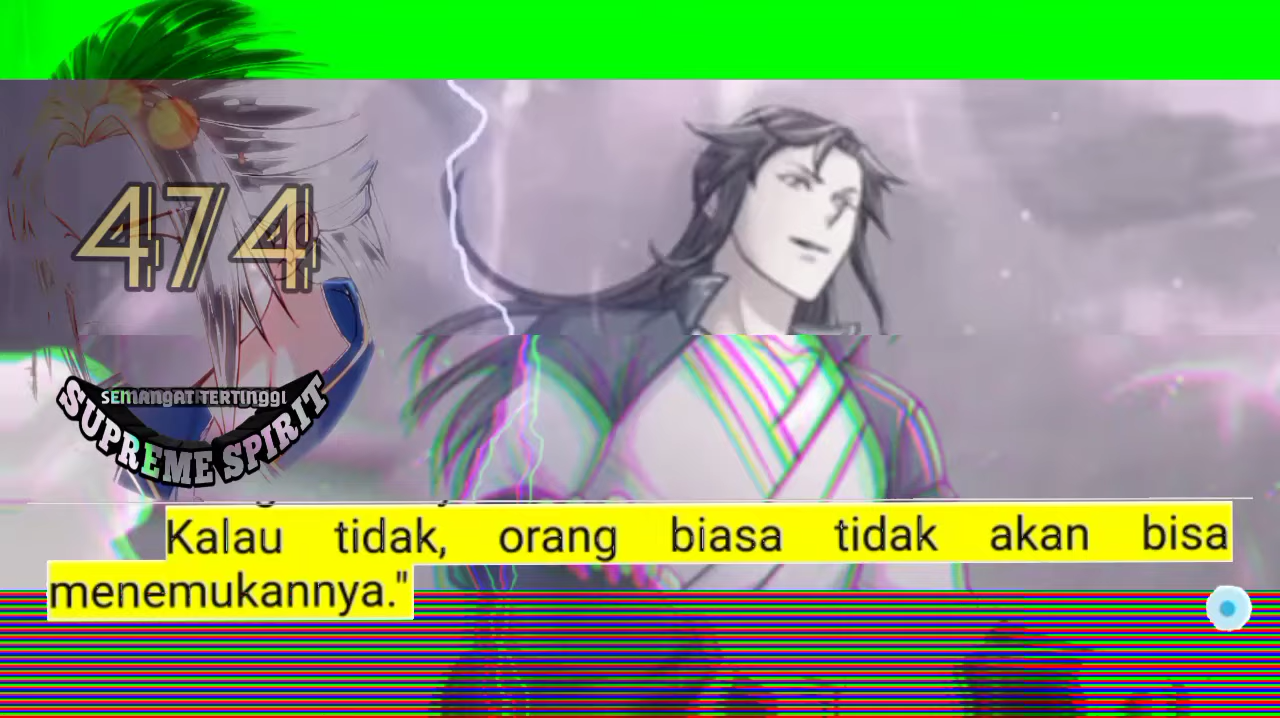 474
SEMANGAT TERTINGGI
SUPREME SPIRIT
Kalau tidak, orang biasa tidak akan bisa
menemukannya."